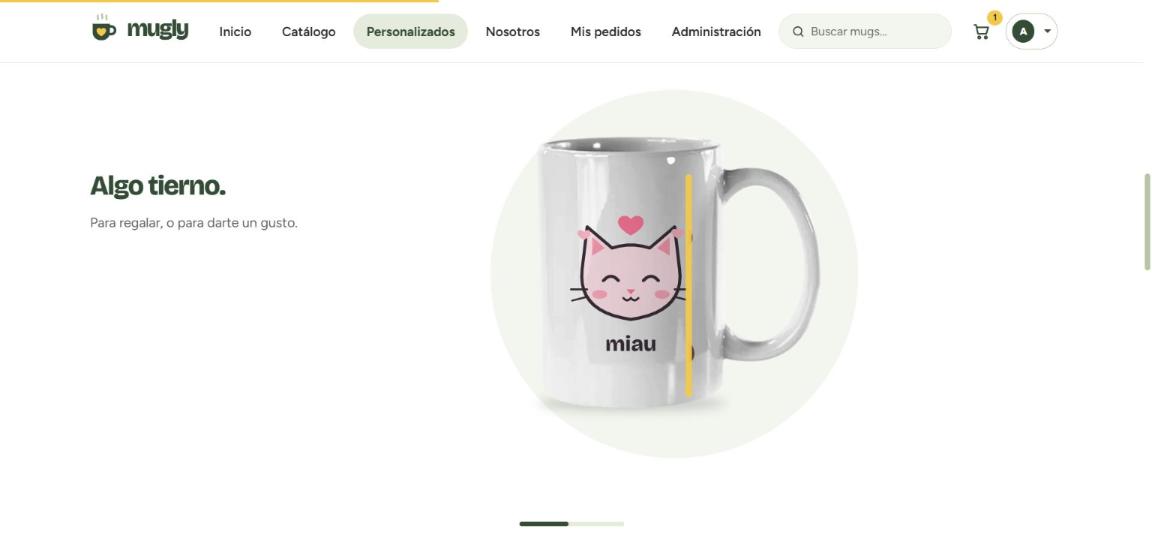 mugly
Inicio
Catálogo
Personalizados
Nosotros
Mis pedidos
Administración
Buscar mugs...
1
A
Algo tierno.
Para regalar, o para darte un gusto.
miau